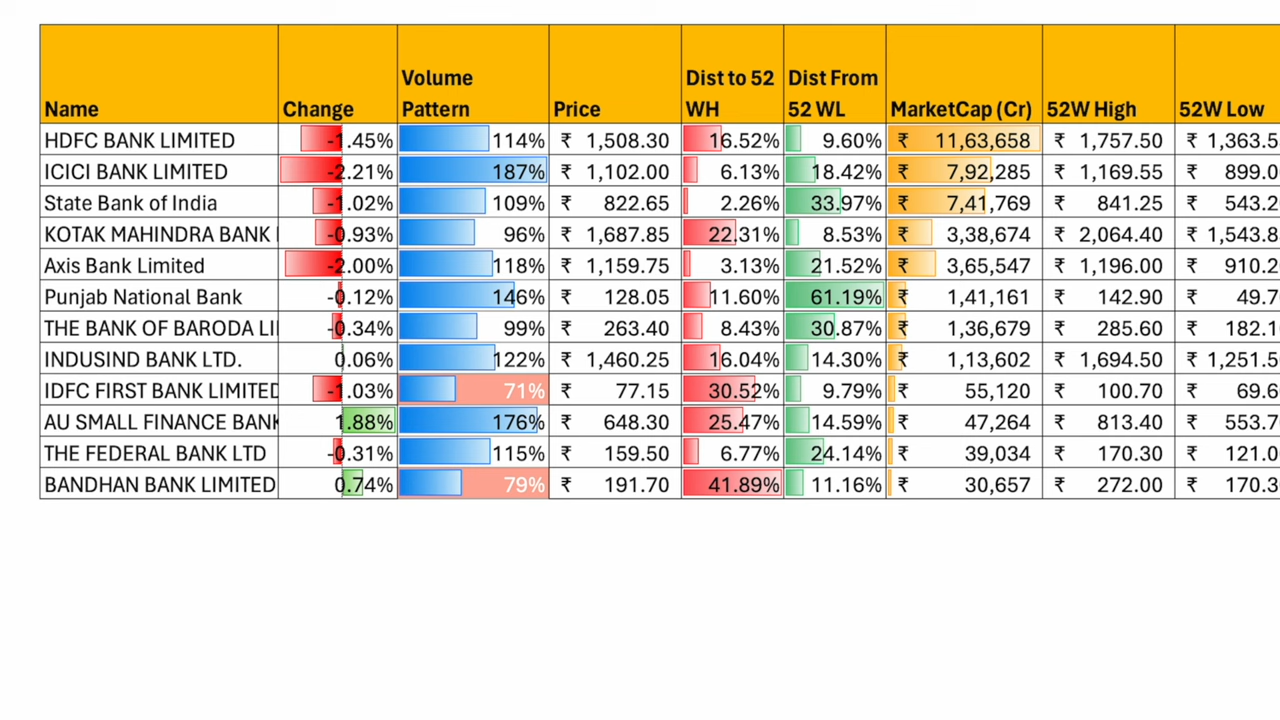 Name Change Volume Pattern Price Dist to 52 WH Dist From 52 WL MarketCap (Cr) 52W High 52W Low
HDFC BANK LIMITED -1.45% 114% ₹ 1,508.30 16.52% 9.60% ₹ 11,63,658 ₹ 1,757.50 ₹ 1,363.5
ICICI BANK LIMITED -2.21% 187% ₹ 1,102.00 6.13% 18.42% ₹ 7,92,285 ₹ 1,169.55 ₹ 899.0
State Bank of India -1.02% 109% ₹ 822.65 2.26% 33.97% ₹ 7,41,769 ₹ 841.25 ₹ 543.2
KOTAK MAHINDRA BANK -0.93% 96% ₹ 1,687.85 22.31% 8.53% ₹ 3,38,674 ₹ 2,064.40 ₹ 1,543.8
Axis Bank Limited -2.00% 118% ₹ 1,159.75 3.13% 21.52% ₹ 3,65,547 ₹ 1,196.00 ₹ 910.2
Punjab National Bank -0.12% 146% ₹ 128.05 11.60% 61.19% ₹ 1,41,161 ₹ 142.90 ₹ 49.7
THE BANK OF BARODA LI -0.34% 99% ₹ 263.40 8.43% 30.87% ₹ 1,36,679 ₹ 285.60 ₹ 182.1
INDUSIND BANK LTD. 0.06% 122% ₹ 1,460.25 16.04% 14.30% ₹ 1,13,602 ₹ 1,694.50 ₹ 1,251.5
IDFC FIRST BANK LIMITED -1.03% 71% ₹ 77.15 30.52% 9.79% ₹ 55,120 ₹ 100.70 ₹ 69.6
AU SMALL FINANCE BANK 1.88% 176% ₹ 648.30 25.47% 14.59% ₹ 47,264 ₹ 813.40 ₹ 553.7
THE FEDERAL BANK LTD -0.31% 115% ₹ 159.50 6.77% 24.14% ₹ 39,034 ₹ 170.30 ₹ 121.0
BANDHAN BANK LIMITED 0.74% 79% ₹ 191.70 41.89% 11.16% ₹ 30,657 ₹ 272.00 ₹ 170.3